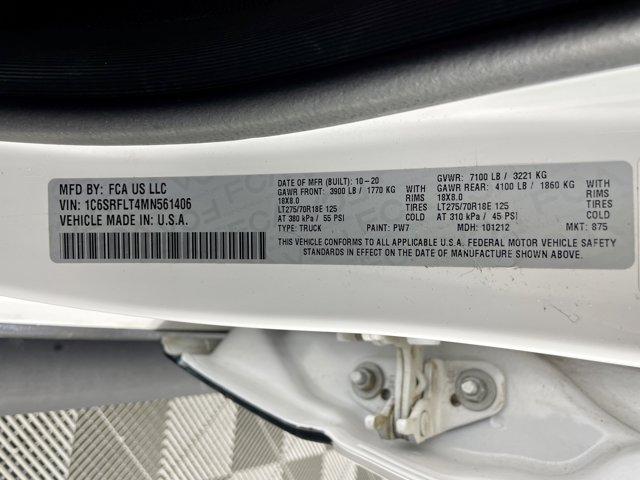 MFD BY: FCA US LLC
VIN: 1C6SRFLT4MN561406
VEHICLE MADE IN: U.S.A.
DATE OF MFR (BUILT): 10-20
GAWR FRONT: 3900 LB / 1770 KG WITH
18X8.0 RIMS
LT275/70R18E 125 TIRES
AT 380 kPa / 55 PSI) COLD
TYPE: TRUCK PAINT: PW7
GVWR: 7100 LB / 3221 KG
GAWR REAR: 4100 LB / 1860 KG WITH
18X8.0 RIMS
LT275/70R18E 125 TIRES
AT 310 kPa / 45 PSI) COLD
MDH: 101212 MKT: 875
THIS VEHICLE CONFORMS TO ALL APPLICABLE U.S.A. FEDERAL MOTOR VEHICLE SAFETY
STANDARDS IN EFFECT ON THE DATE OF MANUFACTURE SHOWN ABOVE.